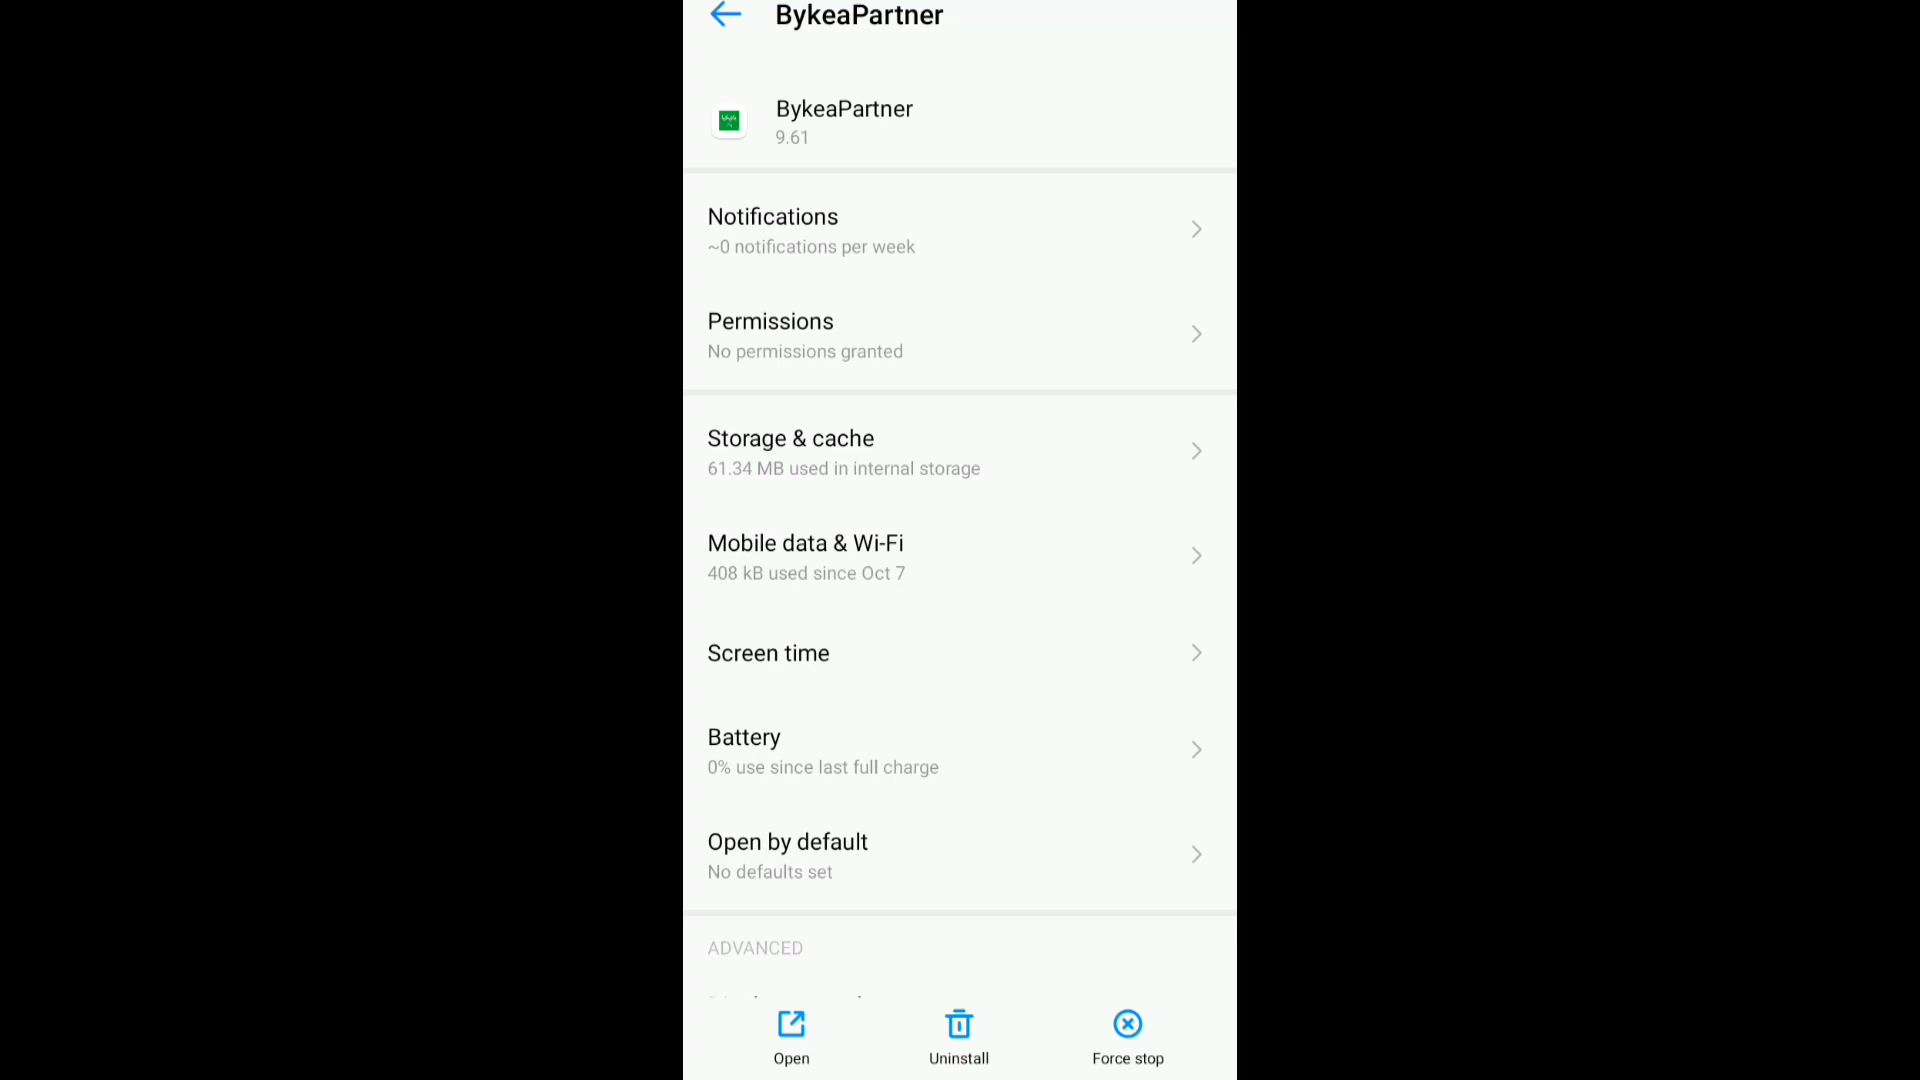 BykeaPartner
BykeaPartner
9.61
Notifications
~0 notifications per week
Permissions
No permissions granted
Storage & cache
61.34 MB used in internal storage
Mobile data & Wi-Fi
408 kB used since Oct 7
Screen time
Battery
0% use since last full charge
Open by default
No defaults set
ADVANCED
Open
Uninstall
Force stop